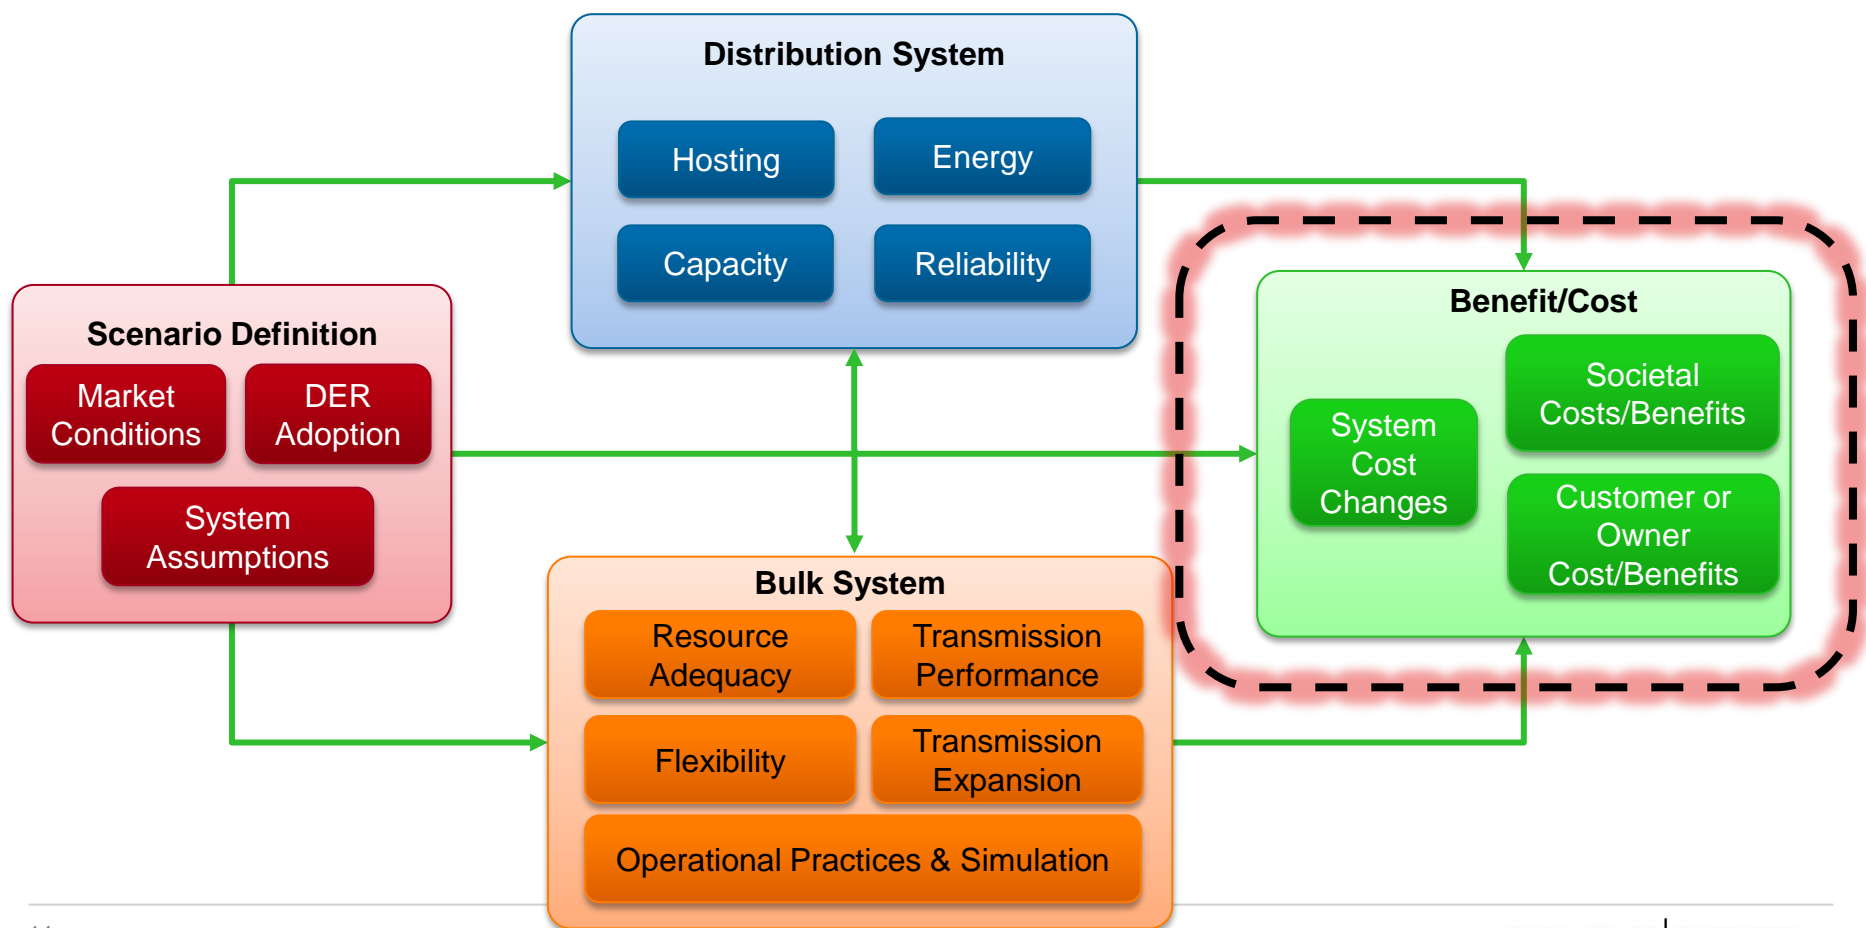 Distribution System
Hosting
Energy
Capacity
Reliability
Scenario Definition
Market
Conditions
DER
Adoption
System
Assumptions
Benefit/Cost
Societal
Costs/Benefits
System
Cost
Changes
Customer or
Owner
Cost/Benefits
Bulk System
Resource
Adequacy
Transmission
Performance
Flexibility
Transmission
Expansion
Operational Practices & Simulation